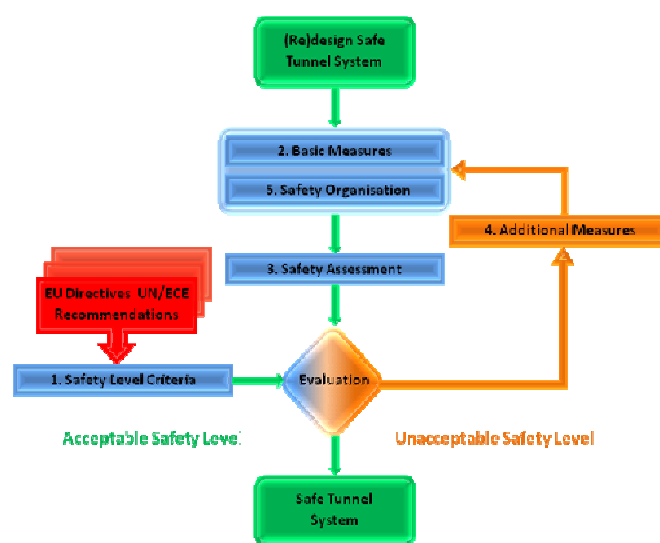 (Re)design Safe
Tunnel System
2. Basic Measures
5. Safety Organisation
4. Additional Measures
3. Safety Assessment
EU Directives UN/ECE
Recommendations
1. Safety Level Criteria
Evaluation
Acceptable Safety Level
Unacceptable Safety Level
Safe Tunnel
System